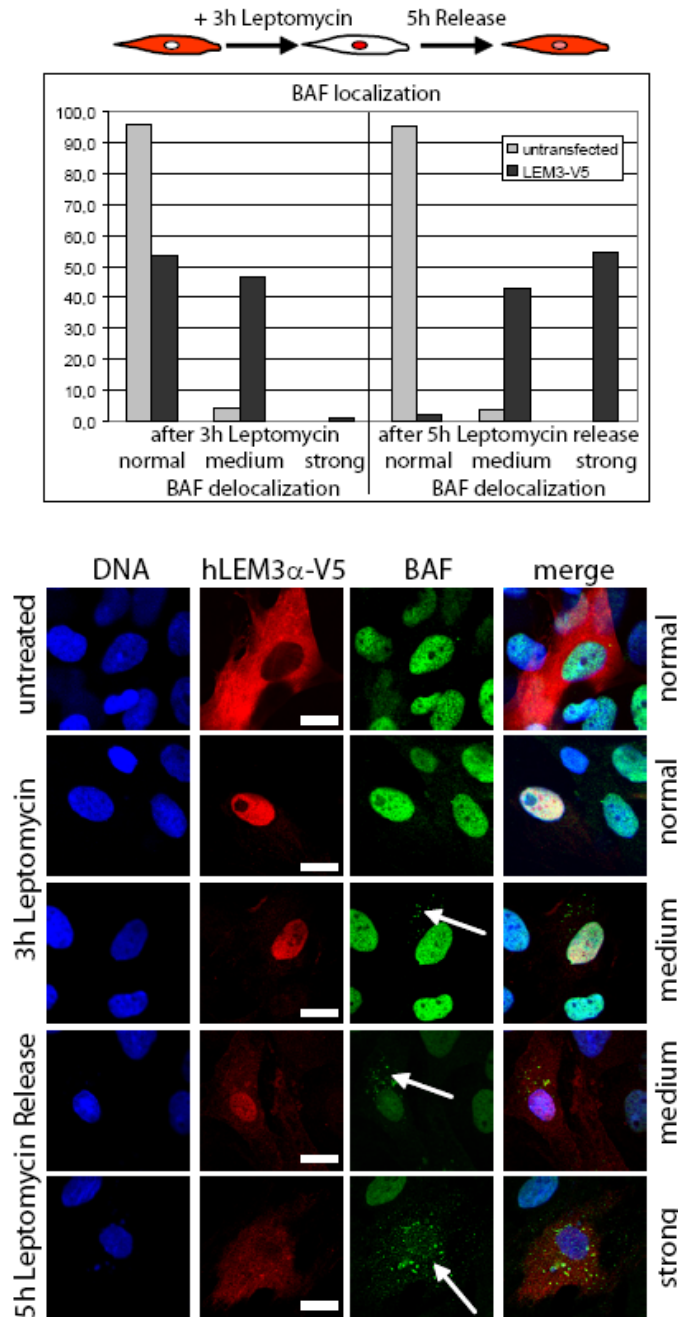 + 3h Leptomycin 5h Release
BAF localization
100,0
90,0
80,0
70,0
60,0
50,0
40,0
30,0
20,0
10,0
0,0
untransfected
LEM3-V5
after 3h Leptomycin
normal medium strong
BAF delocalization
after 5h Leptomycin release
normal medium strong
BAF delocalization
DNA hLEM3α-V5 BAF merge
untreated
normal
3h Leptomycin
normal
medium
5h Leptomycin Release
medium
strong